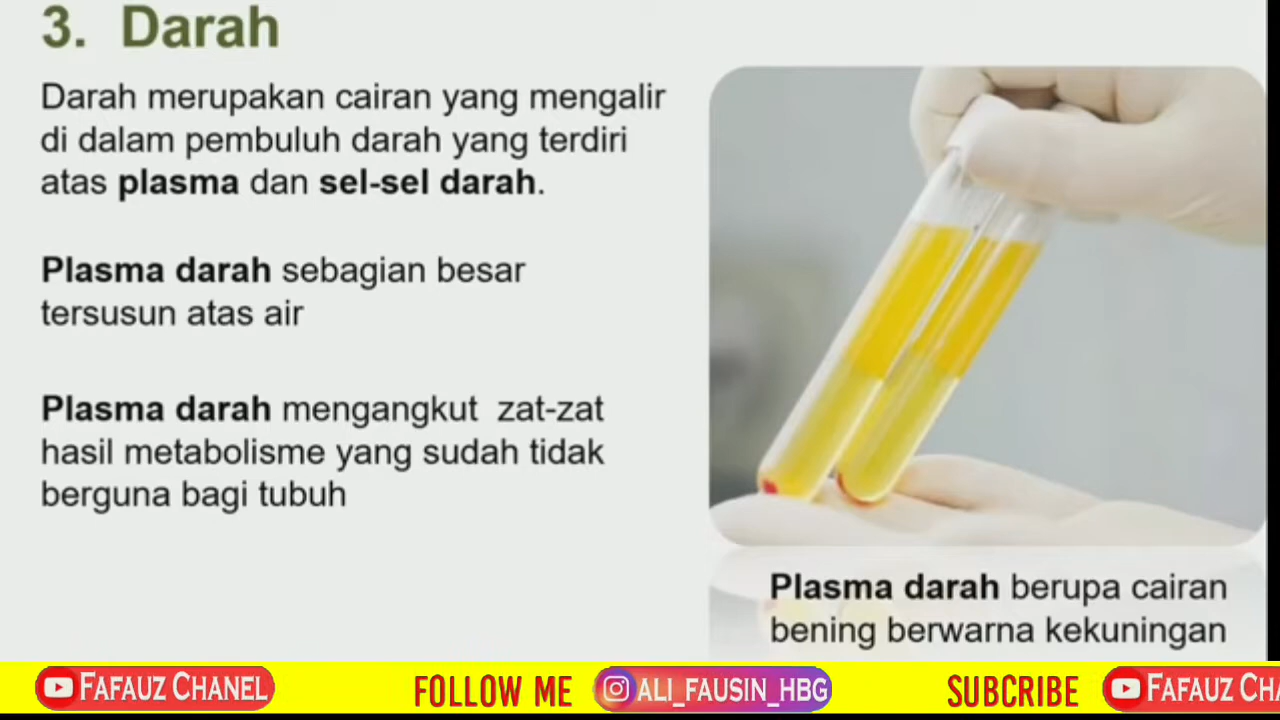 3. Darah
Darah merupakan cairan yang mengalir
di dalam pembuluh darah yang terdiri
atas plasma dan sel-sel darah.
Plasma darah sebagian besar
tersusun atas air
Plasma darah mengangkut zat-zat
hasil metabolisme yang sudah tidak
berguna bagi tubuh
Plasma darah berupa cairan
bening berwarna kekuningan
FAFAUZ CHANEL FOLLOW ME ALI_FAUSIN_HBG SUBCRIBE FAFAUZ CHA